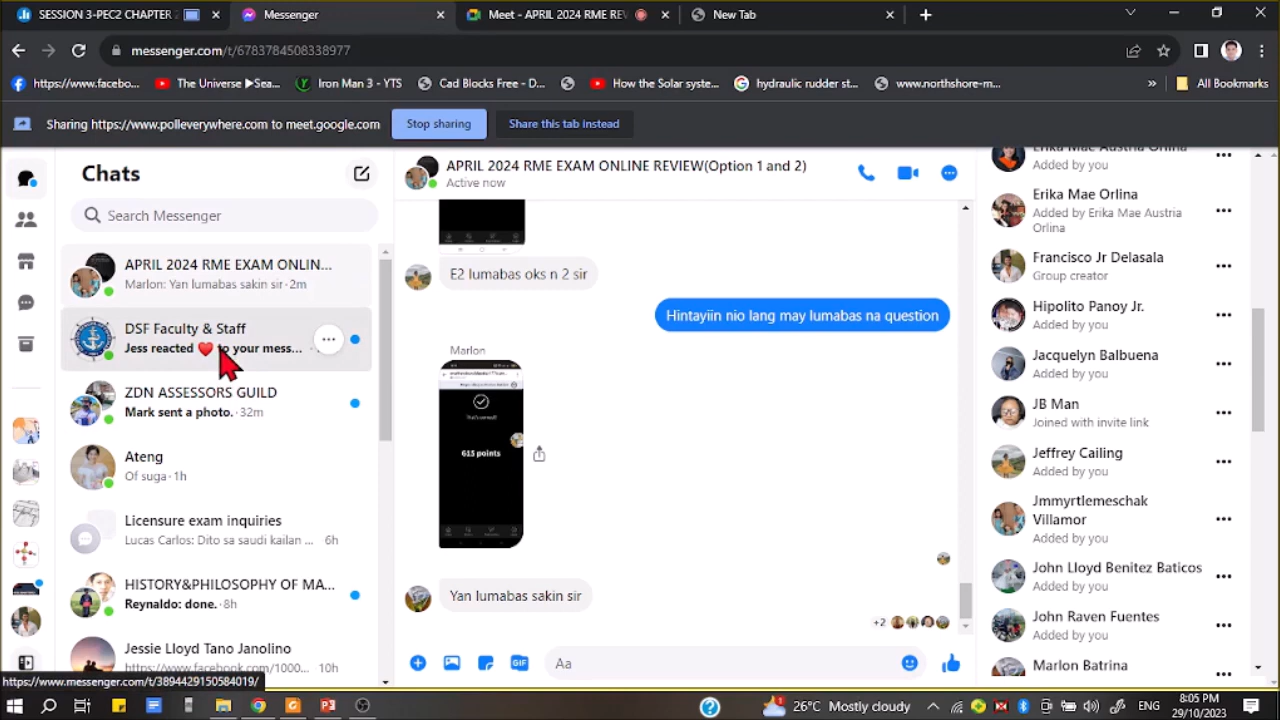 SESSION 3-PEC2 CHAPTER
Messenger
Meet - APRIL 2024 RME REV
New Tab
messenger.com/t/6783784508338977
https://www.facebo...
The Universe ▶Sea...
Iron Man 3 - YTS
Cad Blocks Free - D...
How the Solar syste...
hydraulic rudder st...
www.northshore-m...
»
All Bookmarks
Sharing https://www.polleverywhere.com to meet.google.com
Stop sharing
Share this tab instead
Chats
Search Messenger
APRIL 2024 RME EXAM ONLIN...
Marlon: Yan lumabas sakin sir · 2m
DSF Faculty & Staff
Jess reacted ❤ to your mess...
ZDN ASSESSORS GUILD
Mark sent a photo. · 32m
Ateng
Of suga · 1h
Licensure exam inquiries
Lucas Carlos: Dito sa saudi kailan ... 6h
HISTORY&PHILOSOPHY OF MA...
Reynaldo: done. · 8h
Jessie Lloyd Tano Janolino
https://www.facebook.com/1000... 10h
https://www.messenger.com/t/3894429150584019/
APRIL 2024 RME EXAM ONLINE REVIEW(Option 1 and 2)
Active now
E2 lumabas oks n 2 sir
Hintayiin nio lang may lumabas na question
Marlon
That's correct!
615 points
Yan lumabas sakin sir
+2
GIF
Aa
Added by you
Erika Mae Orlina
Added by Erika Mae Austria
Orlina
Francisco Jr Delasala
Group creator
Hipolito Panoy Jr.
Added by you
Jacquelyn Balbuena
Added by you
JB Man
Joined with invite link
Jeffrey Cailing
Added by you
Jmmyrtlemeschak
Villamor
Added by you
John Lloyd Benitez Baticos
Added by you
John Raven Fuentes
Added by you
Marlon Batrina
26°C Mostly cloudy
ENG
8:05 PM
29/10/2023